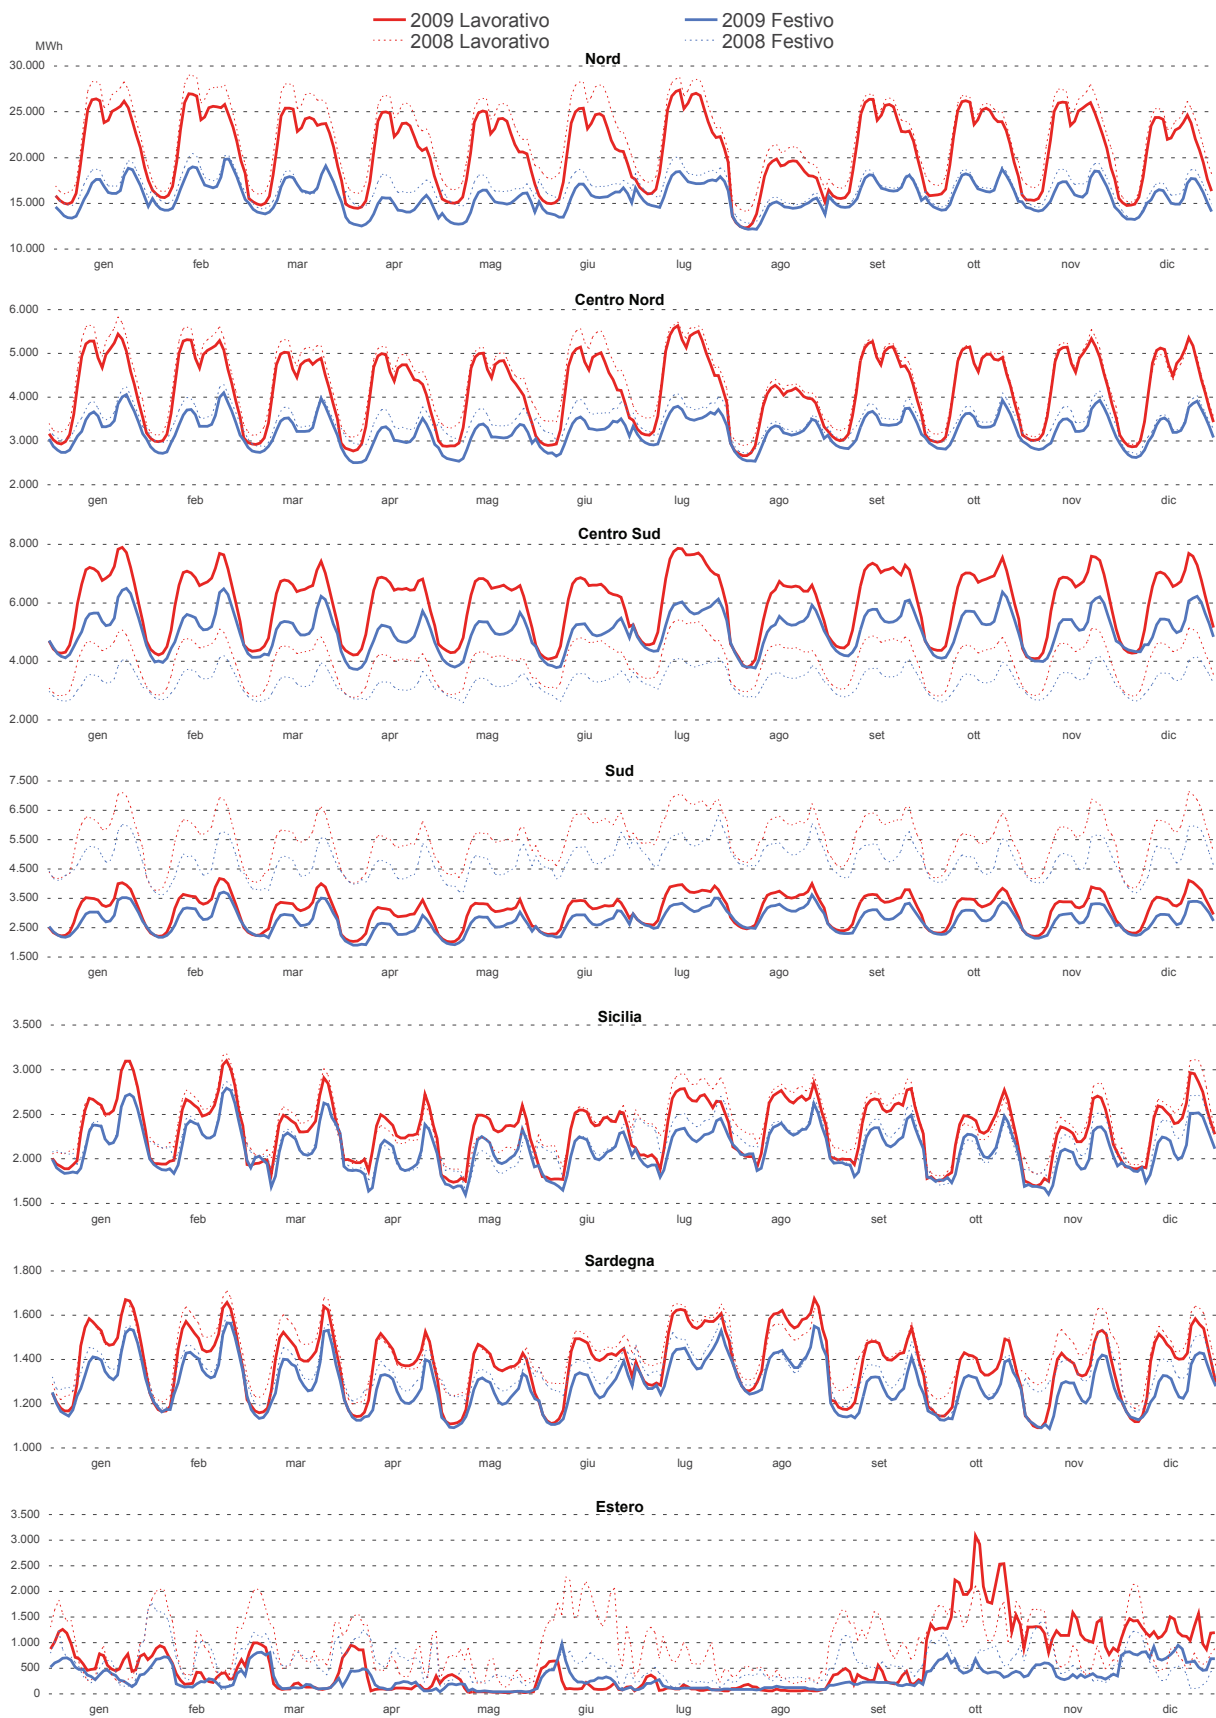 2009 Lavorativo 2009 Festivo
2008 Lavorativo 2008 Festivo
MWh
Nord
30.000
25.000
20.000
15.000
10.000
gen feb mar apr mag giu lug ago set ott nov dic
Centro Nord
6.000
5.000
4.000
3.000
2.000
gen feb mar apr mag giu lug ago set ott nov dic
Centro Sud
8.000
6.000
4.000
2.000
gen feb mar apr mag giu lug ago set ott nov dic
Sud
7.500
6.500
5.500
4.500
3.500
2.500
1.500
gen feb mar apr mag giu lug ago set ott nov dic
Sicilia
3.500
3.000
2.500
2.000
1.500
gen feb mar apr mag giu lug ago set ott nov dic
Sardegna
1.800
1.600
1.400
1.200
1.000
gen feb mar apr mag giu lug ago set ott nov dic
Estero
3.500
3.000
2.500
2.000
1.500
1.000
500
0
gen feb mar apr mag giu lug ago set ott nov dic